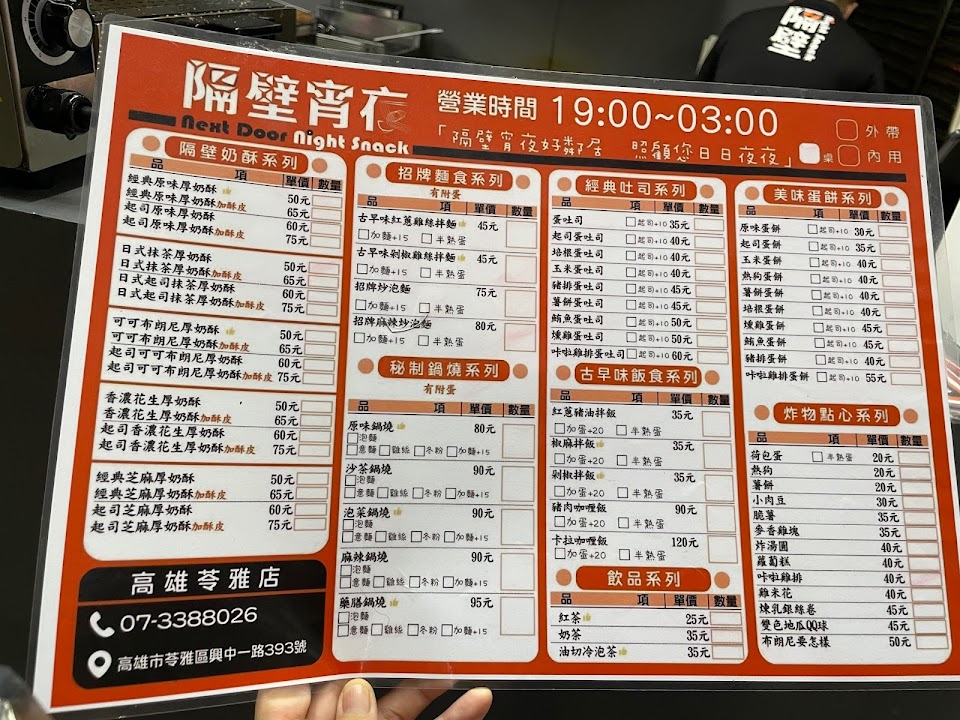 隔壁宵夜
Next Door Night Snack
營業時間 19:00~03:00
「隔壁宵夜好鄰居 照顧您日日夜夜」
桌
外帶
內用
隔壁奶酥系列
品 項 單價 數量
經典原味厚奶酥 50元
經典原味厚奶酥加酥皮 65元
起司原味厚奶酥 60元
起司原味厚奶酥加酥皮 75元
日式抹茶厚奶酥 50元
日式抹茶厚奶酥加酥皮 65元
日式起司抹茶厚奶酥 60元
日式起司抹茶厚奶酥加酥皮 75元
可可布朗尼厚奶酥 50元
可可布朗尼厚奶酥加酥皮 65元
起司可可布朗尼厚奶酥 60元
起司可可布朗尼厚奶酥加酥皮 75元
香濃花生厚奶酥 50元
香濃花生厚奶酥加酥皮 65元
起司香濃花生厚奶酥 60元
起司香濃花生厚奶酥加酥皮 75元
經典芝麻厚奶酥 50元
經典芝麻厚奶酥加酥皮 65元
起司芝麻厚奶酥 60元
起司芝麻厚奶酥加酥皮 75元
高雄苓雅店
07-3388026
高雄市苓雅區興中一路393號
招牌麵食系列
有附蛋
品 項 單價 數量
古早味紅蔥雞絲拌麵 45元
加麵+15 半熟蛋
古早味剁椒雞絲拌麵 45元
加麵+15 半熟蛋
招牌炒泡麵 75元
加麵+15 半熟蛋
招牌麻辣炒泡麵 80元
加麵+15 半熟蛋
秘制鍋燒系列
有附蛋
品 項 單價 數量
原味鍋燒 80元
泡麵
意麵 雞絲 冬粉 加麵+15
沙茶鍋燒 90元
泡麵
意麵 雞絲 冬粉 加麵+15
泡菜鍋燒 90元
泡麵
意麵 雞絲 冬粉 加麵+15
麻辣鍋燒 90元
泡麵
意麵 雞絲 冬粉 加麵+15
藥膳鍋燒 95元
泡麵
意麵 雞絲 冬粉 加麵+15
經典吐司系列
品 項 單價 數量
蛋吐司 起司+10 35元
起司蛋吐司 起司+10 40元
培根蛋吐司 起司+10 40元
玉米蛋吐司 起司+10 40元
豬排蛋吐司 起司+10 45元
薯餅蛋吐司 起司+10 45元
鮪魚蛋吐司 起司+10 50元
燻雞蛋吐司 起司+10 50元
卡啦雞排蛋吐司 起司+10 60元
古早味飯食系列
品 項 單價 數量
紅蔥豬油拌飯 35元
加蛋+20 半熟蛋
椒麻拌飯 35元
加蛋+20 半熟蛋
剁椒拌飯 35元
加蛋+20 半熟蛋
豬肉咖喱飯 90元
加蛋+20 半熟蛋
卡拉咖喱飯 120元
加蛋+20 半熟蛋
飲品系列
品 項 單價 數量
紅茶 25元
奶茶 35元
油切冷泡茶 35元
美味蛋餅系列
品 項 單價 數量
原味蛋餅 起司+10 30元
起司蛋餅 起司+10 35元
玉米蛋餅 起司+10 40元
熱狗蛋餅 起司+10 40元
薯餅蛋餅 起司+10 40元
培根蛋餅 起司+10 40元
燻雞蛋餅 起司+10 45元
鮪魚蛋餅 起司+10 45元
豬排蛋餅 起司+10 40元
咔啦雞排蛋餅 起司+10 55元
炸物點心系列
品 項 單價 數量
荷包蛋 半熟蛋 20元
熱狗 20元
薯餅 20元
小肉豆 30元
脆薯 35元
麥香雞塊 35元
炸湯圓 40元
蘿蔔糕 40元
咔啦雞排 40元
雞米花 40元
煉乳銀絲卷 45元
雙色地瓜QQ球 45元
布朗尼要怎樣 50元
隔壁